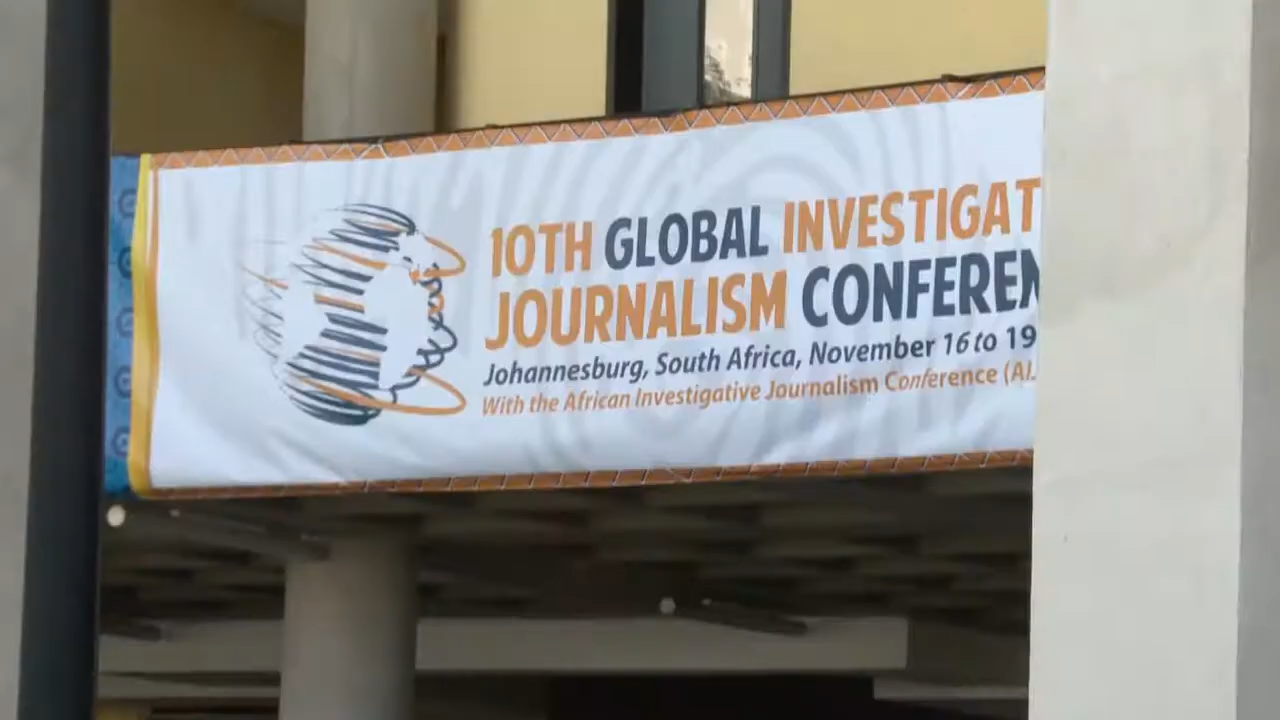 10TH GLOBAL INVESTIGAT
JOURNALISM CONFEREN
Johannesburg, South Africa, November 16 to 19
With the African Investigative Journalism Conference (AI